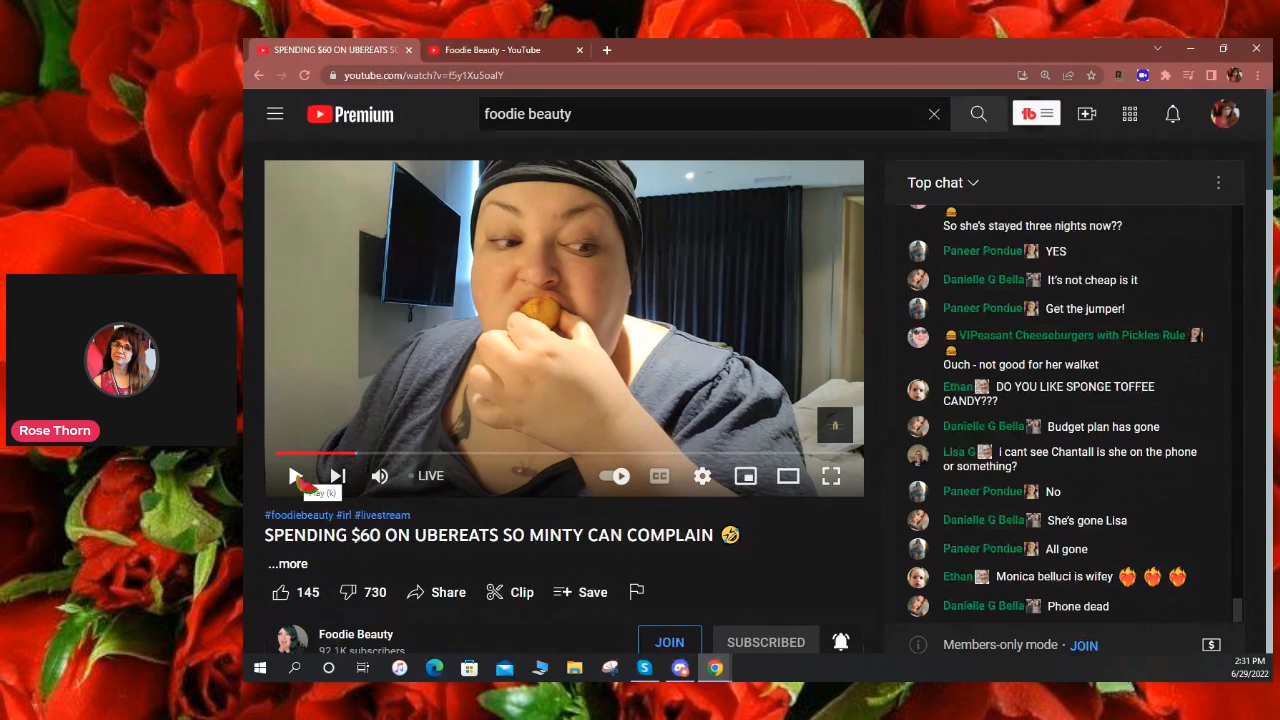 SPENDING $60 ON UBEREATS SO
Foodie Beauty - YouTube
youtube.com/watch?v=f5y1Xu5oaIY
Premium
foodie beauty
tb
Top chat
So she's stayed three nights now??
Paneer Pondue YES
Danielle G Bella It's not cheap is it
Paneer Pondue Get the jumper!
VIPeasant Cheeseburgers with Pickles Rule
Ouch - not good for her walket
Ethan DO YOU LIKE SPONGE TOFFEE
CANDY???
Danielle G Bella Budget plan has gone
Lisa G i cant see Chantall is she on the phone
or something?
Paneer Pondue No
Danielle G Bella She's gone Lisa
Paneer Pondue All gone
Ethan Monica belluci is wifey
Danielle G Bella Phone dead
Members-only mode · JOIN
Rose Thorn
LIVE
CC
Play (k)
#foodiebeauty #irl #livestream
SPENDING $60 ON UBEREATS SO MINTY CAN COMPLAIN 🤣
...more
145 730 Share Clip Save
Foodie Beauty
92.1K subscribers
JOIN
SUBSCRIBED
2:31 PM
6/29/2022